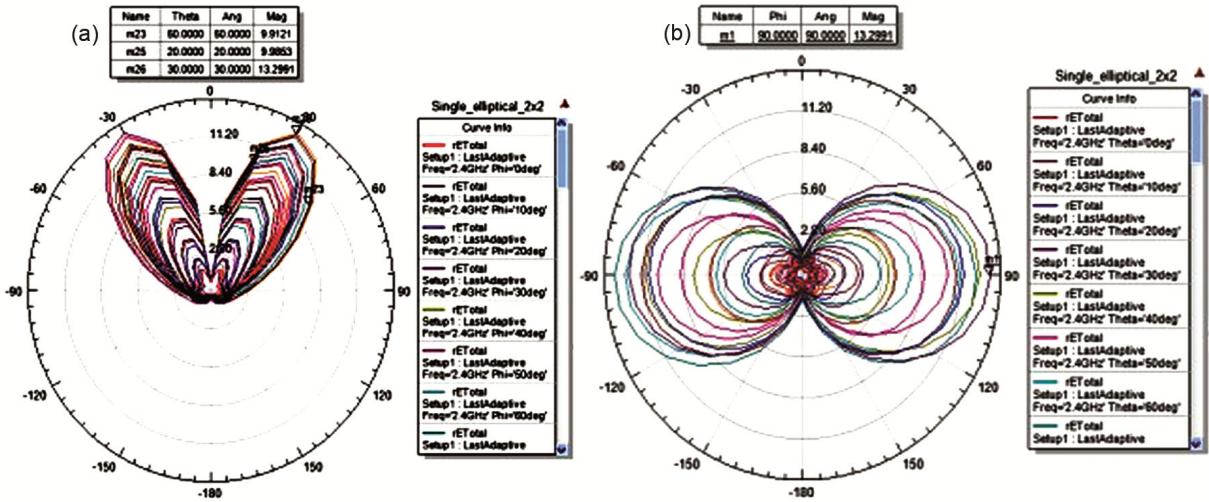 (a)
Name Theta Ang Mag
m23 60.0000 60.0000 9.9121
m25 20.0000 20.0000 9.9853
m26 30.0000 30.0000 13.2991
0
-30
11.20
8.40
5.60
-60
60
-90
90
-120
120
-150
150
-180
Single_elliptical_2x2
Curve Info
rETotal
Setup1 : LastAdaptive
Freq='2.4GHz' Phi='0deg'
rETotal
Setup1 : LastAdaptive
Freq='2.4GHz' Phi='10deg'
rETotal
Setup1 : LastAdaptive
Freq='2.4GHz' Phi='20deg'
rETotal
Setup1 : LastAdaptive
Freq='2.4GHz' Phi='30deg'
rETotal
Setup1 : LastAdaptive
Freq='2.4GHz' Phi='40deg'
rETotal
Setup1 : LastAdaptive
Freq='2.4GHz' Phi='50deg'
rETotal
Setup1 : LastAdaptive
Freq='2.4GHz' Phi='60deg'
rETotal
Setup1 : LastAdaptive
(b)
Name Phi Ang Mag
m1 90.0000 90.0000 13.2991
0
-30
30
11.20
8.40
5.60
2.80
-60
60
-90
m1
90
-120
120
-150
150
-180
Single_elliptical_2x2
Curve Info
rETotal
Setup1 : LastAdaptive
Freq='2.4GHz' Theta='0deg'
rETotal
Setup1 : LastAdaptive
Freq='2.4GHz' Theta='10deg'
rETotal
Setup1 : LastAdaptive
Freq='2.4GHz' Theta='20deg'
rETotal
Setup1 : LastAdaptive
Freq='2.4GHz' Theta='30deg'
rETotal
Setup1 : LastAdaptive
Freq='2.4GHz' Theta='40deg'
rETotal
Setup1 : LastAdaptive
Freq='2.4GHz' Theta='50deg'
rETotal
Setup1 : LastAdaptive
Freq='2.4GHz' Theta='60deg'
rETotal
Setup1 : LastAdaptive